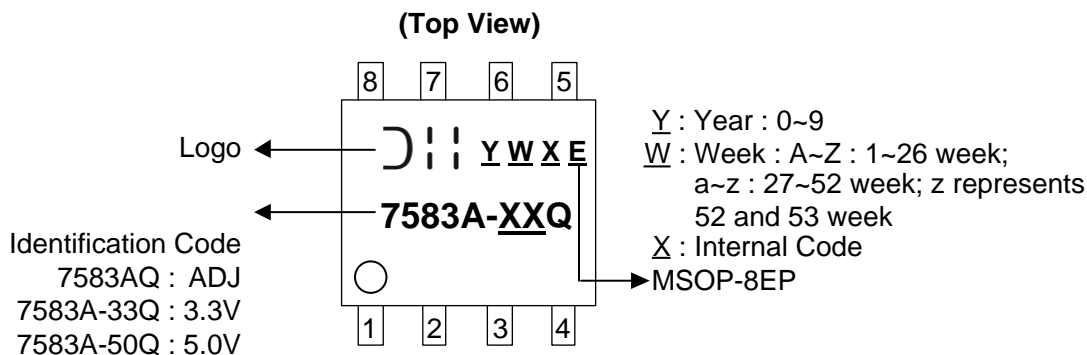 (Top View)
8 7 6 5
Logo
Y W X E
7583A-XXQ
Identification Code
7583AQ : ADJ
7583A-33Q : 3.3V
7583A-50Q : 5.0V
1 2 3 4
Y : Year : 0~9
W : Week : A~Z : 1~26 week;
a~z : 27~52 week; z represents
52 and 53 week
X : Internal Code
MSOP-8EP